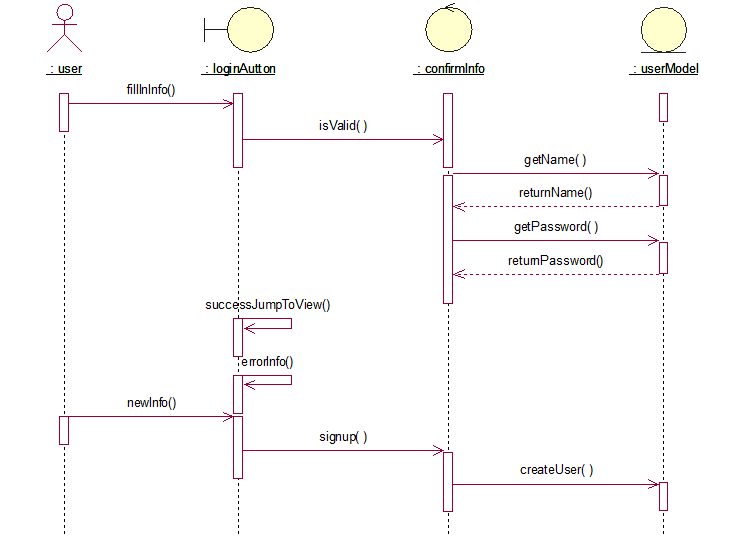 : user
: loginAutton
: confirmInfo
: userModel
fillInInfo()
isValid( )
getName( )
returnName()
getPassword( )
returnPassword()
successJumpToView()
errorInfo()
newInfo()
signup( )
createUser( )